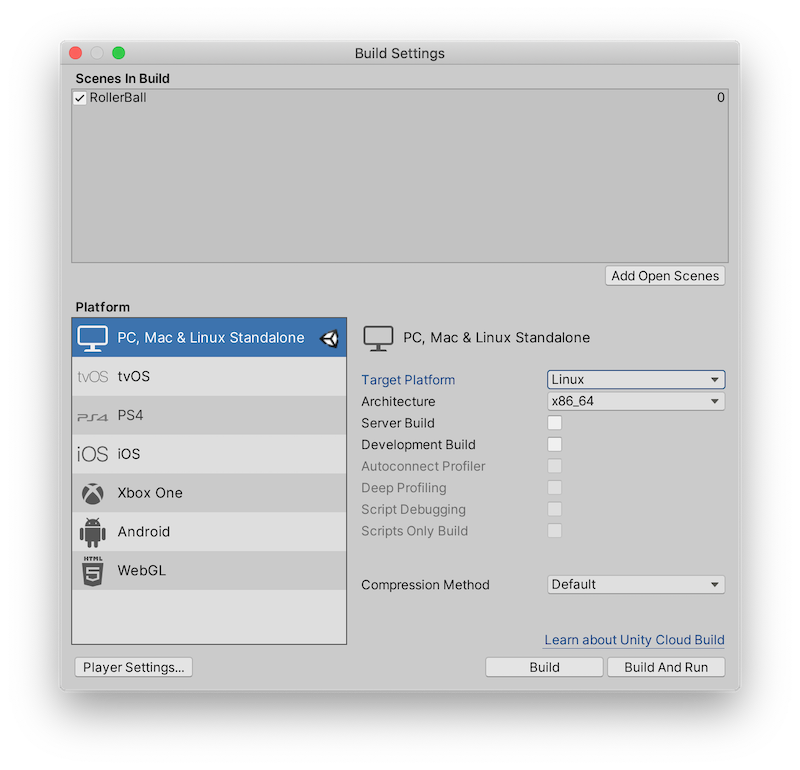 Build Settings
Scenes In Build
RollerBall 0
Add Open Scenes
Platform
PC, Mac & Linux Standalone
tvOS tvOS
PS4 PS4
iOS iOS
Xbox One
Android
HTML 5 WebGL
PC, Mac & Linux Standalone
Target Platform Linux
Architecture x86_64
Server Build
Development Build
Autoconnect Profiler
Deep Profiling
Script Debugging
Scripts Only Build
Compression Method Default
Learn about Unity Cloud Build
Player Settings... Build Build And Run